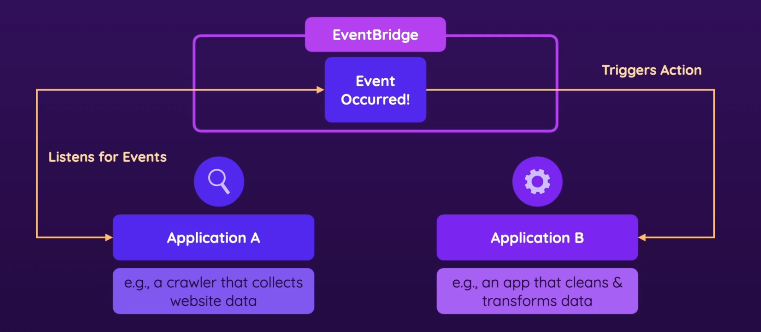 EventBridge
Event
Occurred!
Triggers Action
Listens for Events
Application A
Application B
e.g., a crawler that collects
website data
e.g., an app that cleans &
transforms data